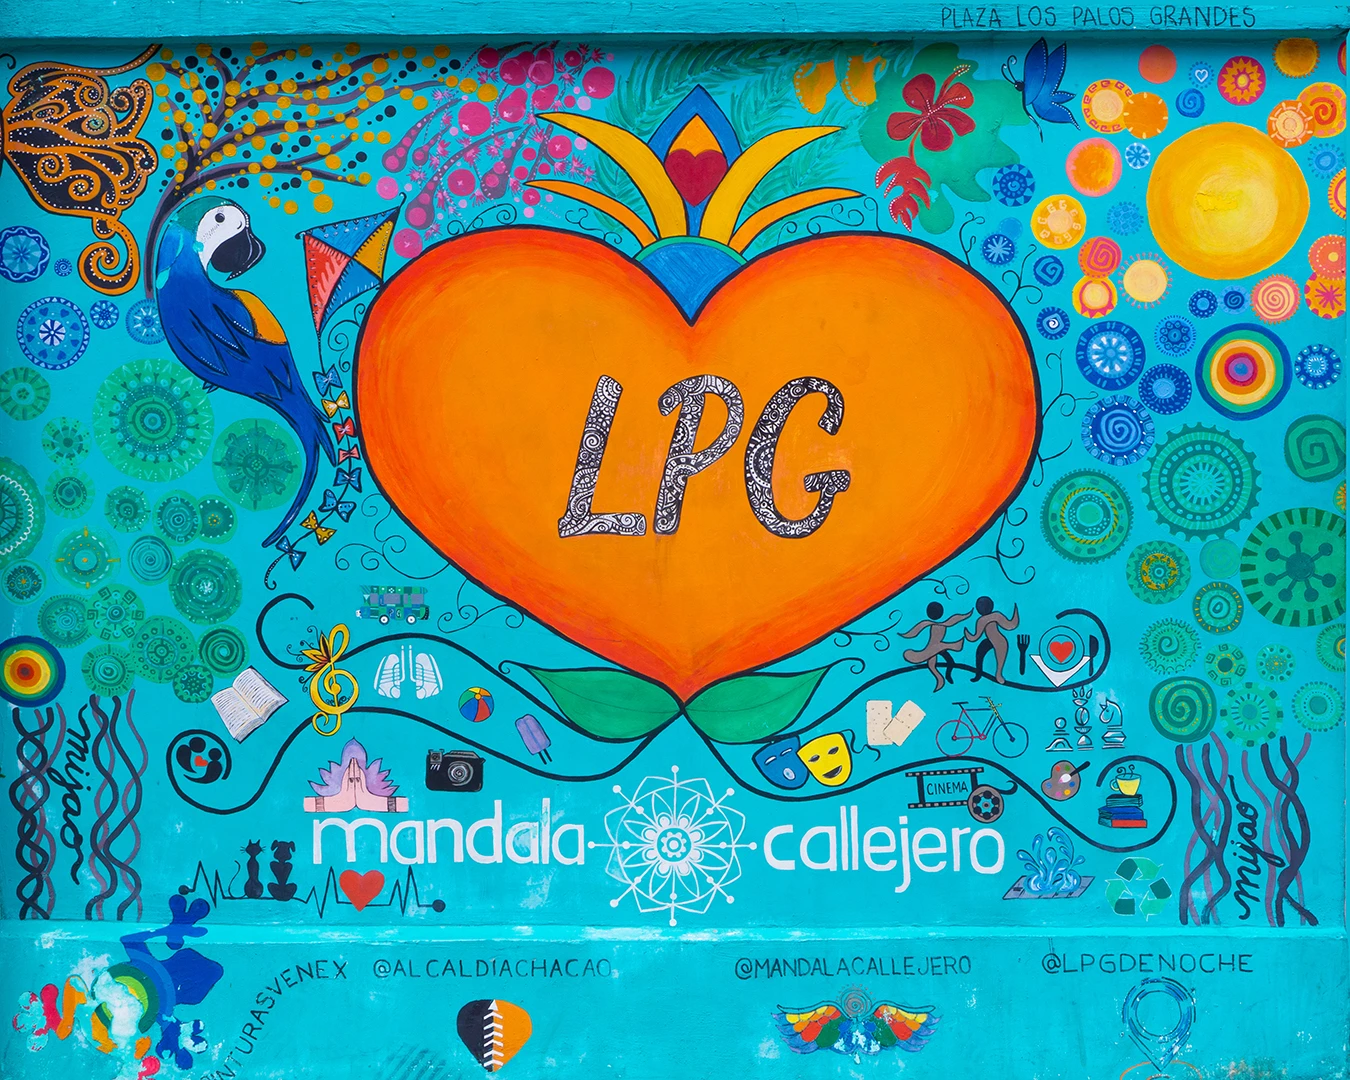 PLAZA LOS PALOS GRANDES
LPG
mijao
CINEMA
mandala callejero
mijao
@ALCALDIACHACAO
@MANDALACALLEJERO
@LPGDENOCHE